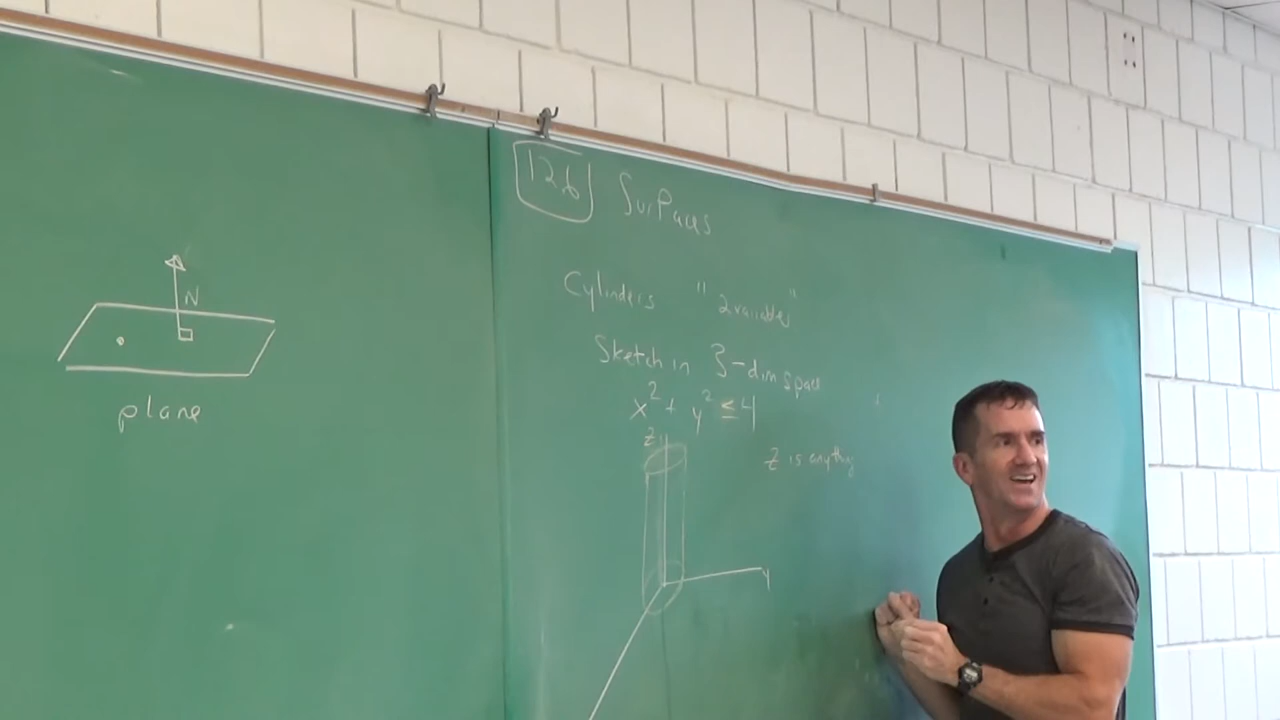 N
plane
12.6 Surfaces
Cylinders "2 variables"
Sketch in 3-dim space
x² + y² ≤ 4
z
z is anything
y